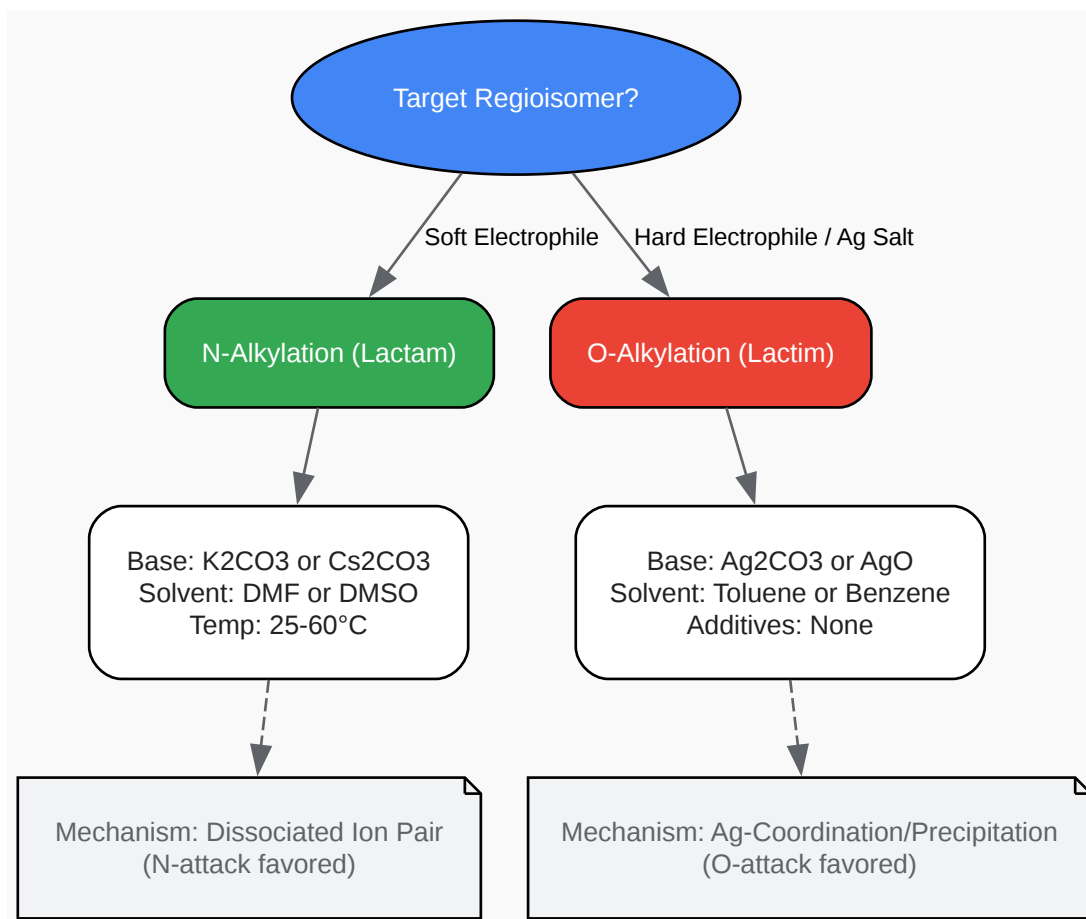 Target Regioisomer?
Soft Electrophile
Hard Electrophile / Ag Salt
N-Alkylation (Lactam)
O-Alkylation (Lactim)
Base: K2CO3 or Cs2CO3
Solvent: DMF or DMSO
Temp: 25-60°C
Base: Ag2CO3 or AgO
Solvent: Toluene or Benzene
Additives: None
Mechanism: Dissociated Ion Pair
(N-attack favored)
Mechanism: Ag-Coordination/Precipitation
(O-attack favored)